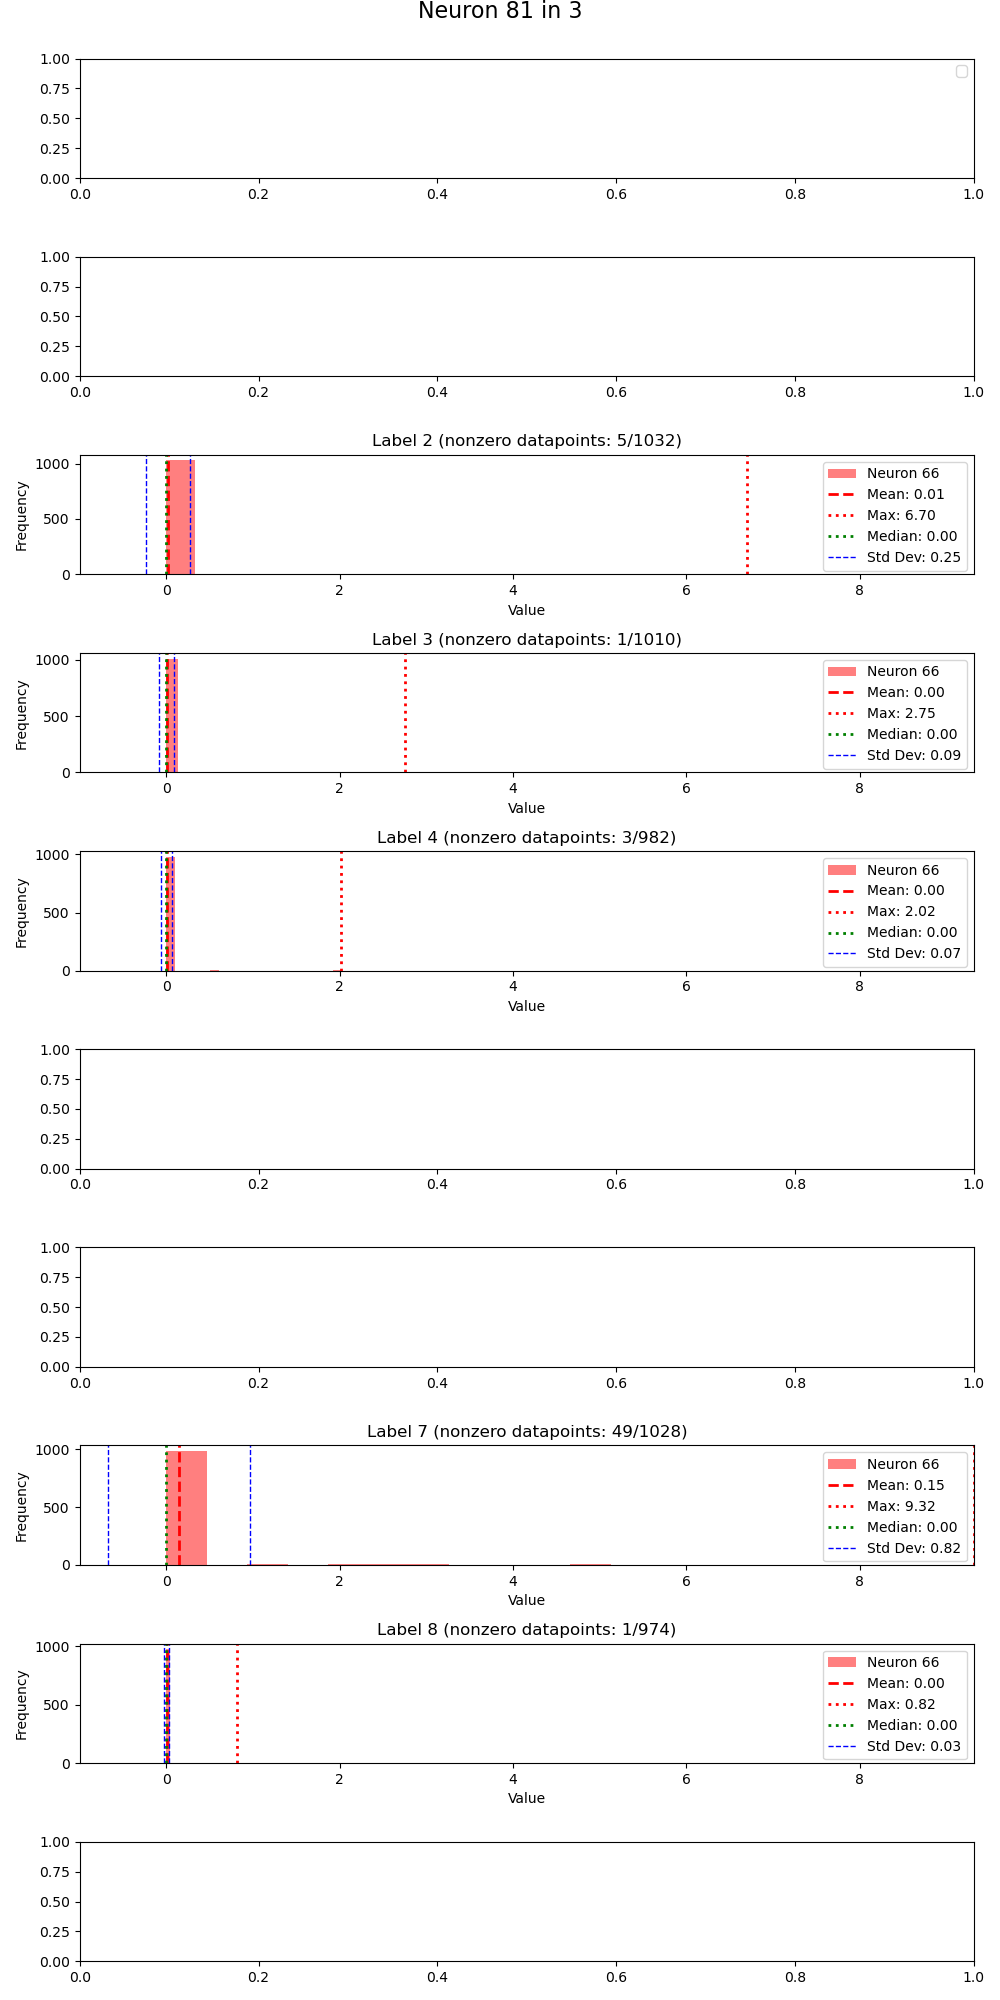 Neuron 81 in 3
1.00
0.75
0.50
0.25
0.00
0.0 0.2 0.4 0.6 0.8 1.0
1.00
0.75
0.50
0.25
0.00
0.0 0.2 0.4 0.6 0.8 1.0
Label 2 (nonzero datapoints: 5/1032)
Frequency
1000
500
0
Neuron 66
Mean: 0.01
Max: 6.70
Median: 0.00
Std Dev: 0.25
0 2 4 6 8
Value
Label 3 (nonzero datapoints: 1/1010)
Frequency
1000
500
0
Neuron 66
Mean: 0.00
Max: 2.75
Median: 0.00
Std Dev: 0.09
0 2 4 6 8
Value
Label 4 (nonzero datapoints: 3/982)
Frequency
1000
500
0
Neuron 66
Mean: 0.00
Max: 2.02
Median: 0.00
Std Dev: 0.07
0 2 4 6 8
Value
1.00
0.75
0.50
0.25
0.00
0.0 0.2 0.4 0.6 0.8 1.0
1.00
0.75
0.50
0.25
0.00
0.0 0.2 0.4 0.6 0.8 1.0
Label 7 (nonzero datapoints: 49/1028)
Frequency
1000
500
0
Neuron 66
Mean: 0.15
Max: 9.32
Median: 0.00
Std Dev: 0.82
0 2 4 6 8
Value
Label 8 (nonzero datapoints: 1/974)
Frequency
1000
500
0
Neuron 66
Mean: 0.00
Max: 0.82
Median: 0.00
Std Dev: 0.03
0 2 4 6 8
Value
1.00
0.75
0.50
0.25
0.00
0.0 0.2 0.4 0.6 0.8 1.0